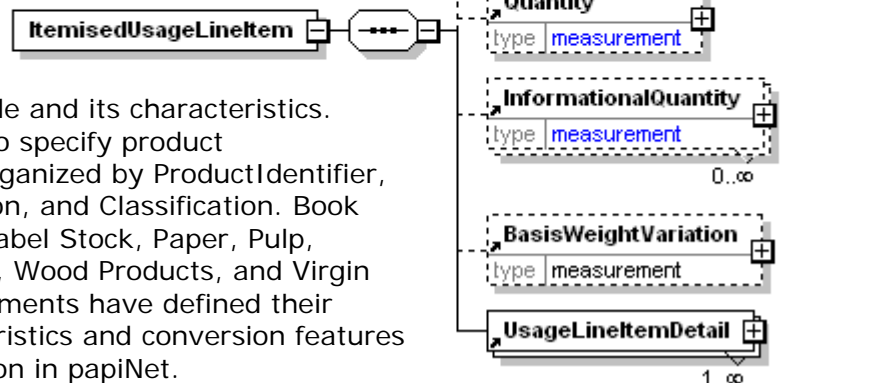 Quantity
type measurement
ItemisedUsageLineItem
InformationalQuantity
type measurement
0..∞
BasisWeightVariation
type measurement
UsageLineItemDetail
1..∞
le and its characteristics.
o specify product
ganized by ProductIdentifier,
on, and Classification. Book
abel Stock, Paper, Pulp,
, Wood Products, and Virgin
ments have defined their
ristics and conversion features
on in papiNet.